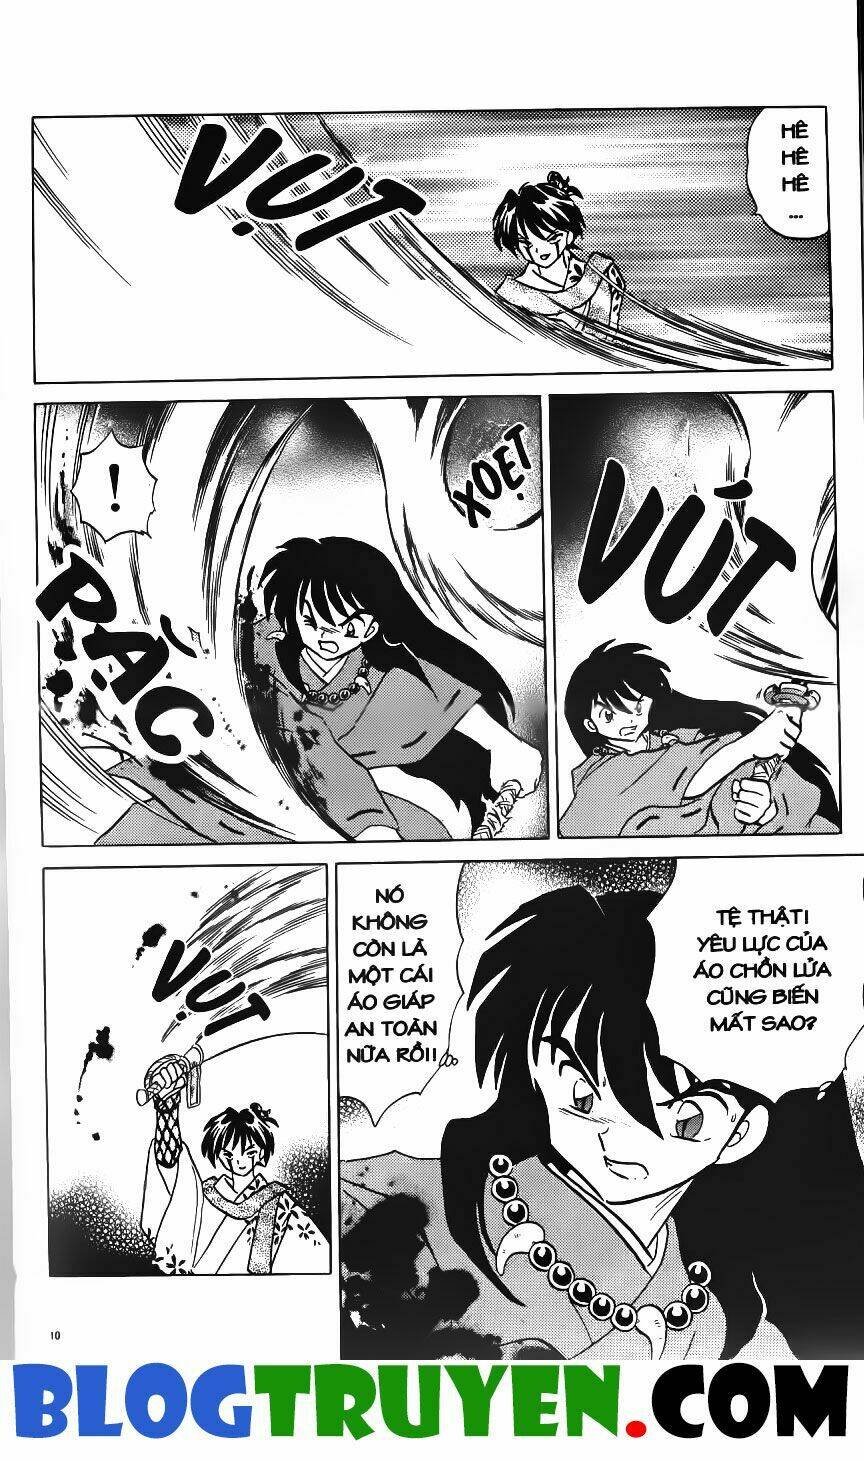 HÊ
HÊ
HÊ
...
VỤT
VÚT
XOẸT
!
RẮC
TỆ THẬT!
YÊU LỰC CỦA
ÁO CHỒN LỬA
CŨNG BIẾN
MẤT SAO?
NÓ
KHÔNG
CÒN LÀ
MỘT CÁI
ÁO GIÁP
AN TOÀN
NỮA RỒI!
VỤT
10
BLOGTRUYEN.COM